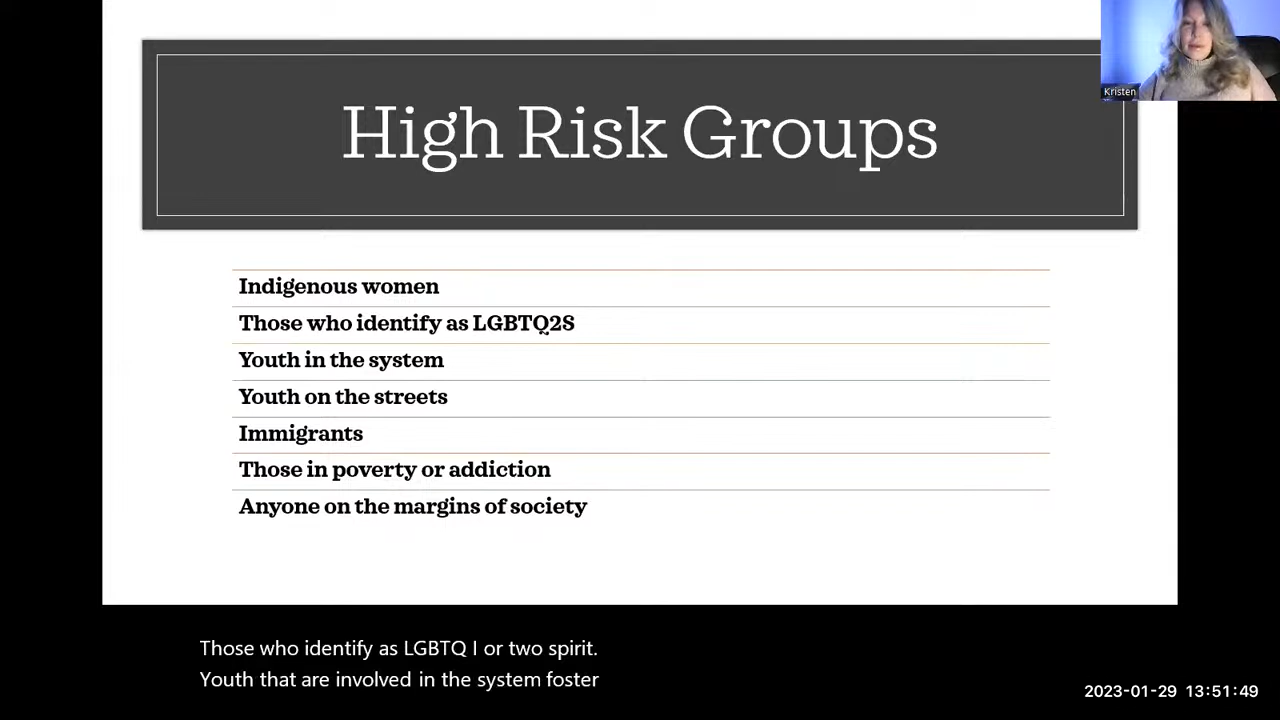 High Risk Groups
Kristen
Indigenous women
Those who identify as LGBTQ2S
Youth in the system
Youth on the streets
Immigrants
Those in poverty or addiction
Anyone on the margins of society
Those who identify as LGBTQ I or two spirit.
Youth that are involved in the system foster
2023-01-29 13:51:49